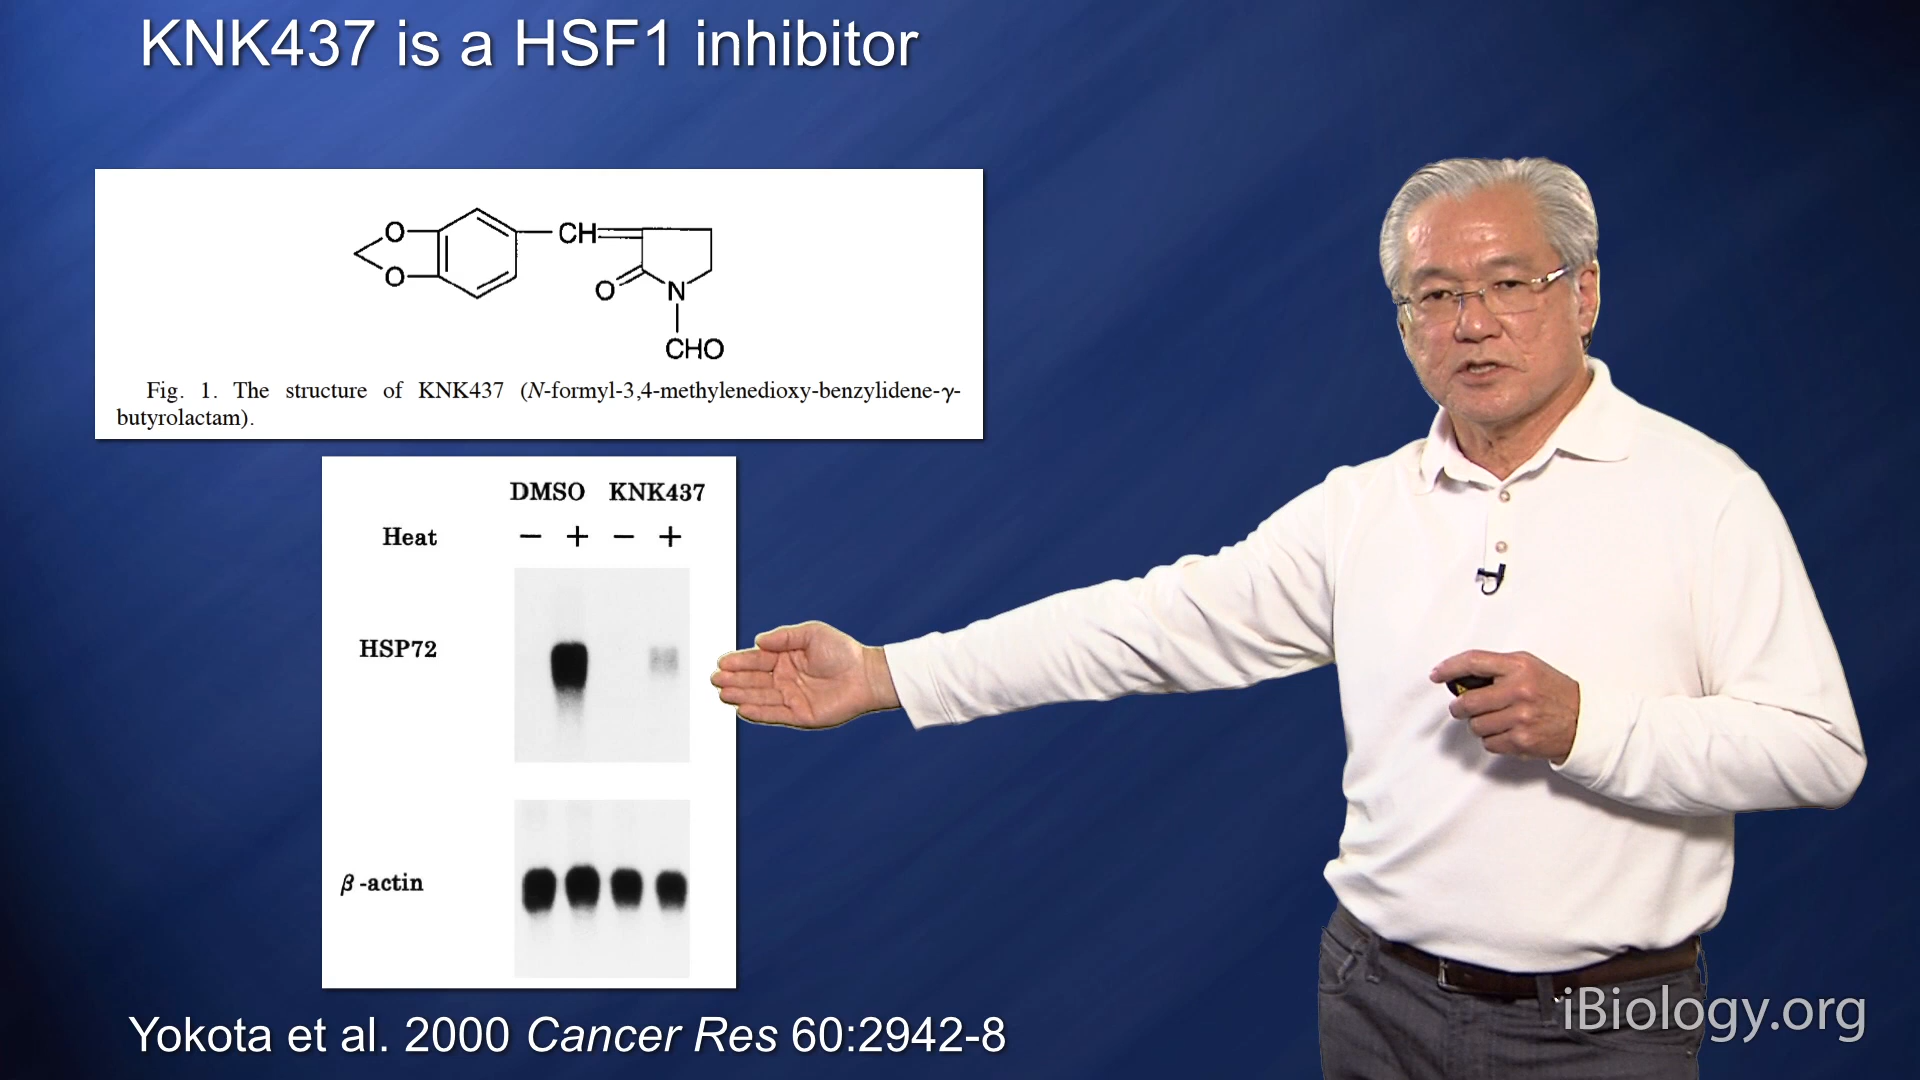 KNK437 is a HSF1 inhibitor
O
O
CH
O
N
CHO
Fig. 1. The structure of KNK437 (N-formyl-3,4-methylenedioxy-benzylidene-γ-
butyrolactam).
DMSO KNK437
Heat − + − +
HSP72
β-actin
Yokota et al. 2000 Cancer Res 60:2942-8
iBiology.org